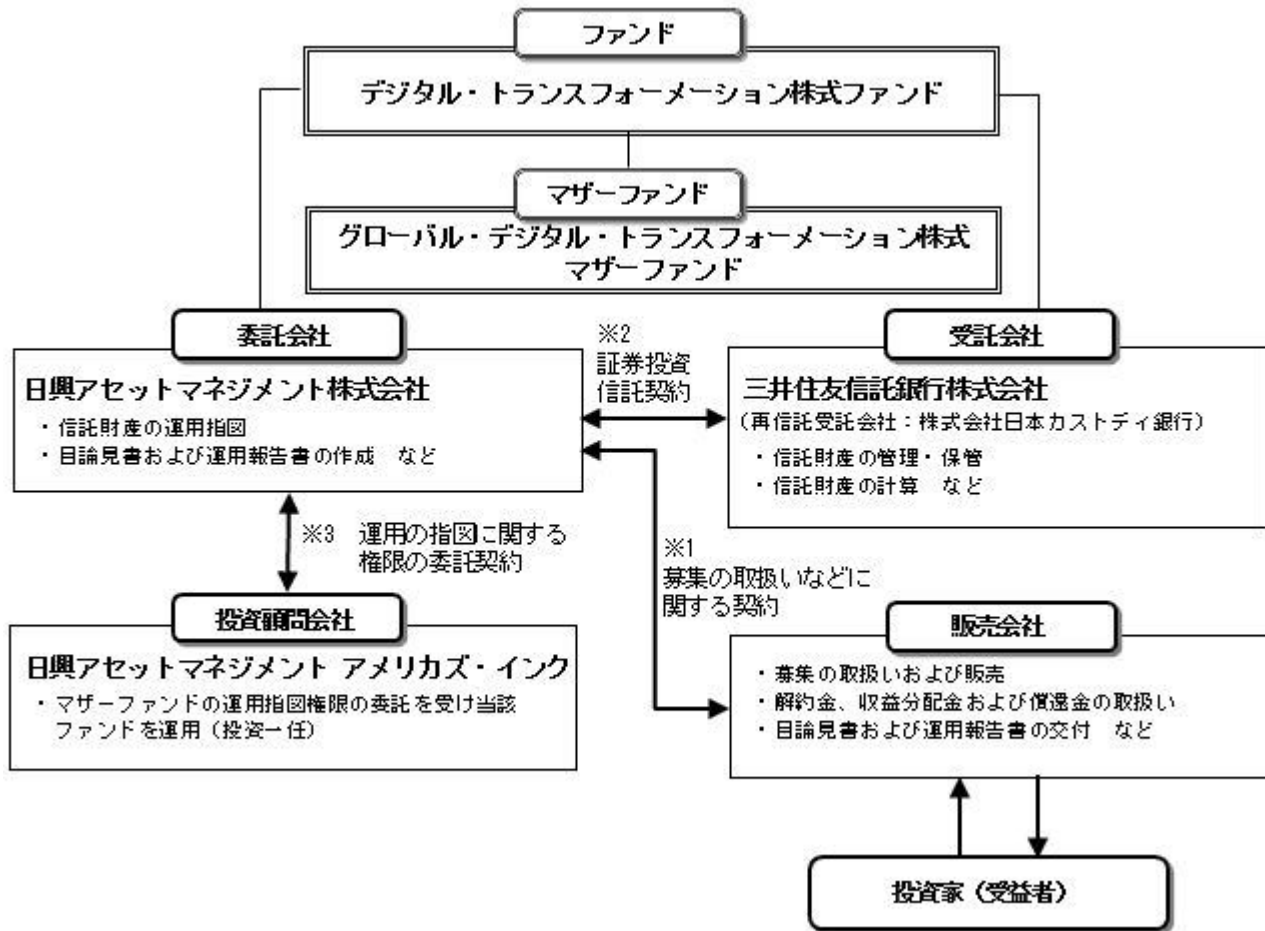 ファンド
デジタル・トランスフォーメーション株式ファンド
マザーファンド
グローバル・デジタル・トランスフォーメーション株式
マザーファンド
委託会社
日興アセットマネジメント株式会社
・信託財産の運用指図
・目論見書および運用報告書の作成　など
※2
証券投資
信託契約
受託会社
三井住友信託銀行株式会社
（再信託受託会社：株式会社日本カストディ銀行）
・信託財産の管理・保管
・信託財産の計算　など
※3　運用の指図に関する
権限の委託契約
※1
募集の取扱いなどに
関する契約
投資顧問会社
日興アセットマネジメント アメリカズ・インク
・マザーファンドの運用指図権限の委託を受け当該
ファンドを運用（投資一任）
販売会社
・募集の取扱いおよび販売
・解約金、収益分配金および償還金の取扱い
・目論見書および運用報告書の交付　など
投資家（受益者）